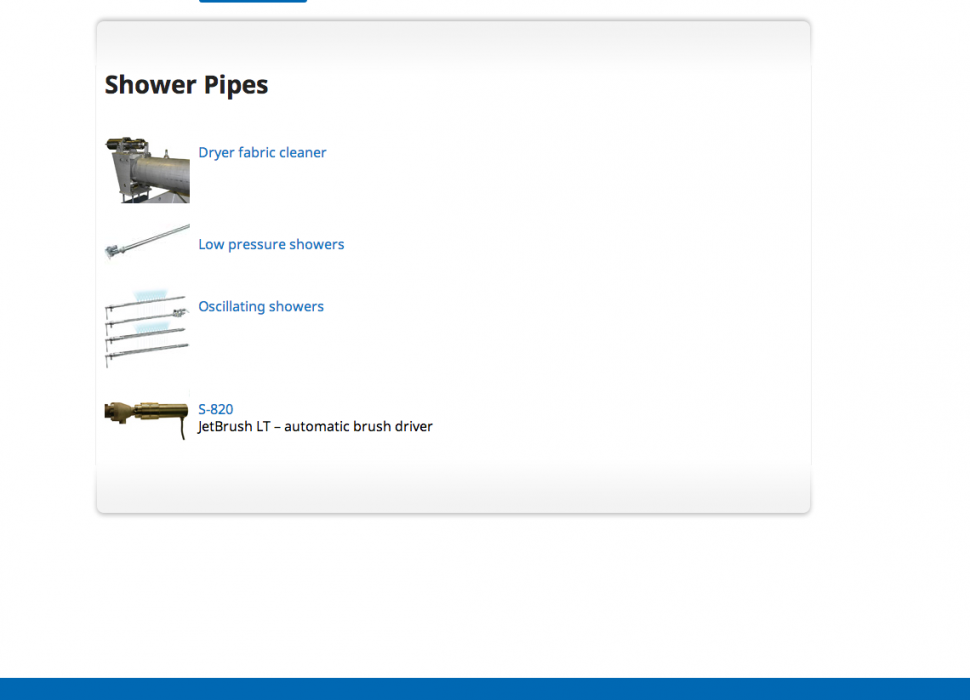 Shower Pipes
Dryer fabric cleaner
Low pressure showers
Oscillating showers
S-820
JetBrush LT – automatic brush driver